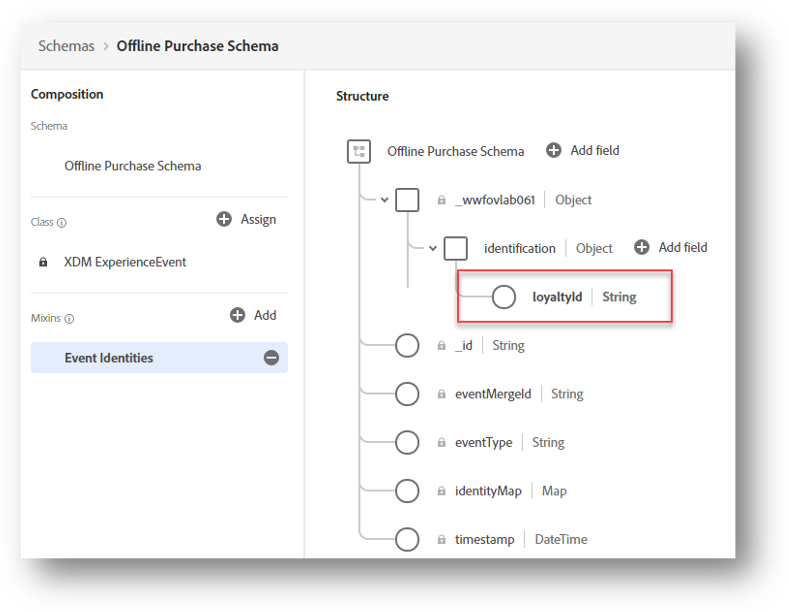 Schemas > Offline Purchase Schema
Composition
Schema
Offline Purchase Schema
Class
Assign
XDM ExperienceEvent
Mixins
Add
Event Identities
Structure
Offline Purchase Schema Add field
_wwfovlab061 Object
identification Object Add field
loyaltyId String
_id String
eventMergeId String
eventType String
identityMap Map
timestamp DateTime